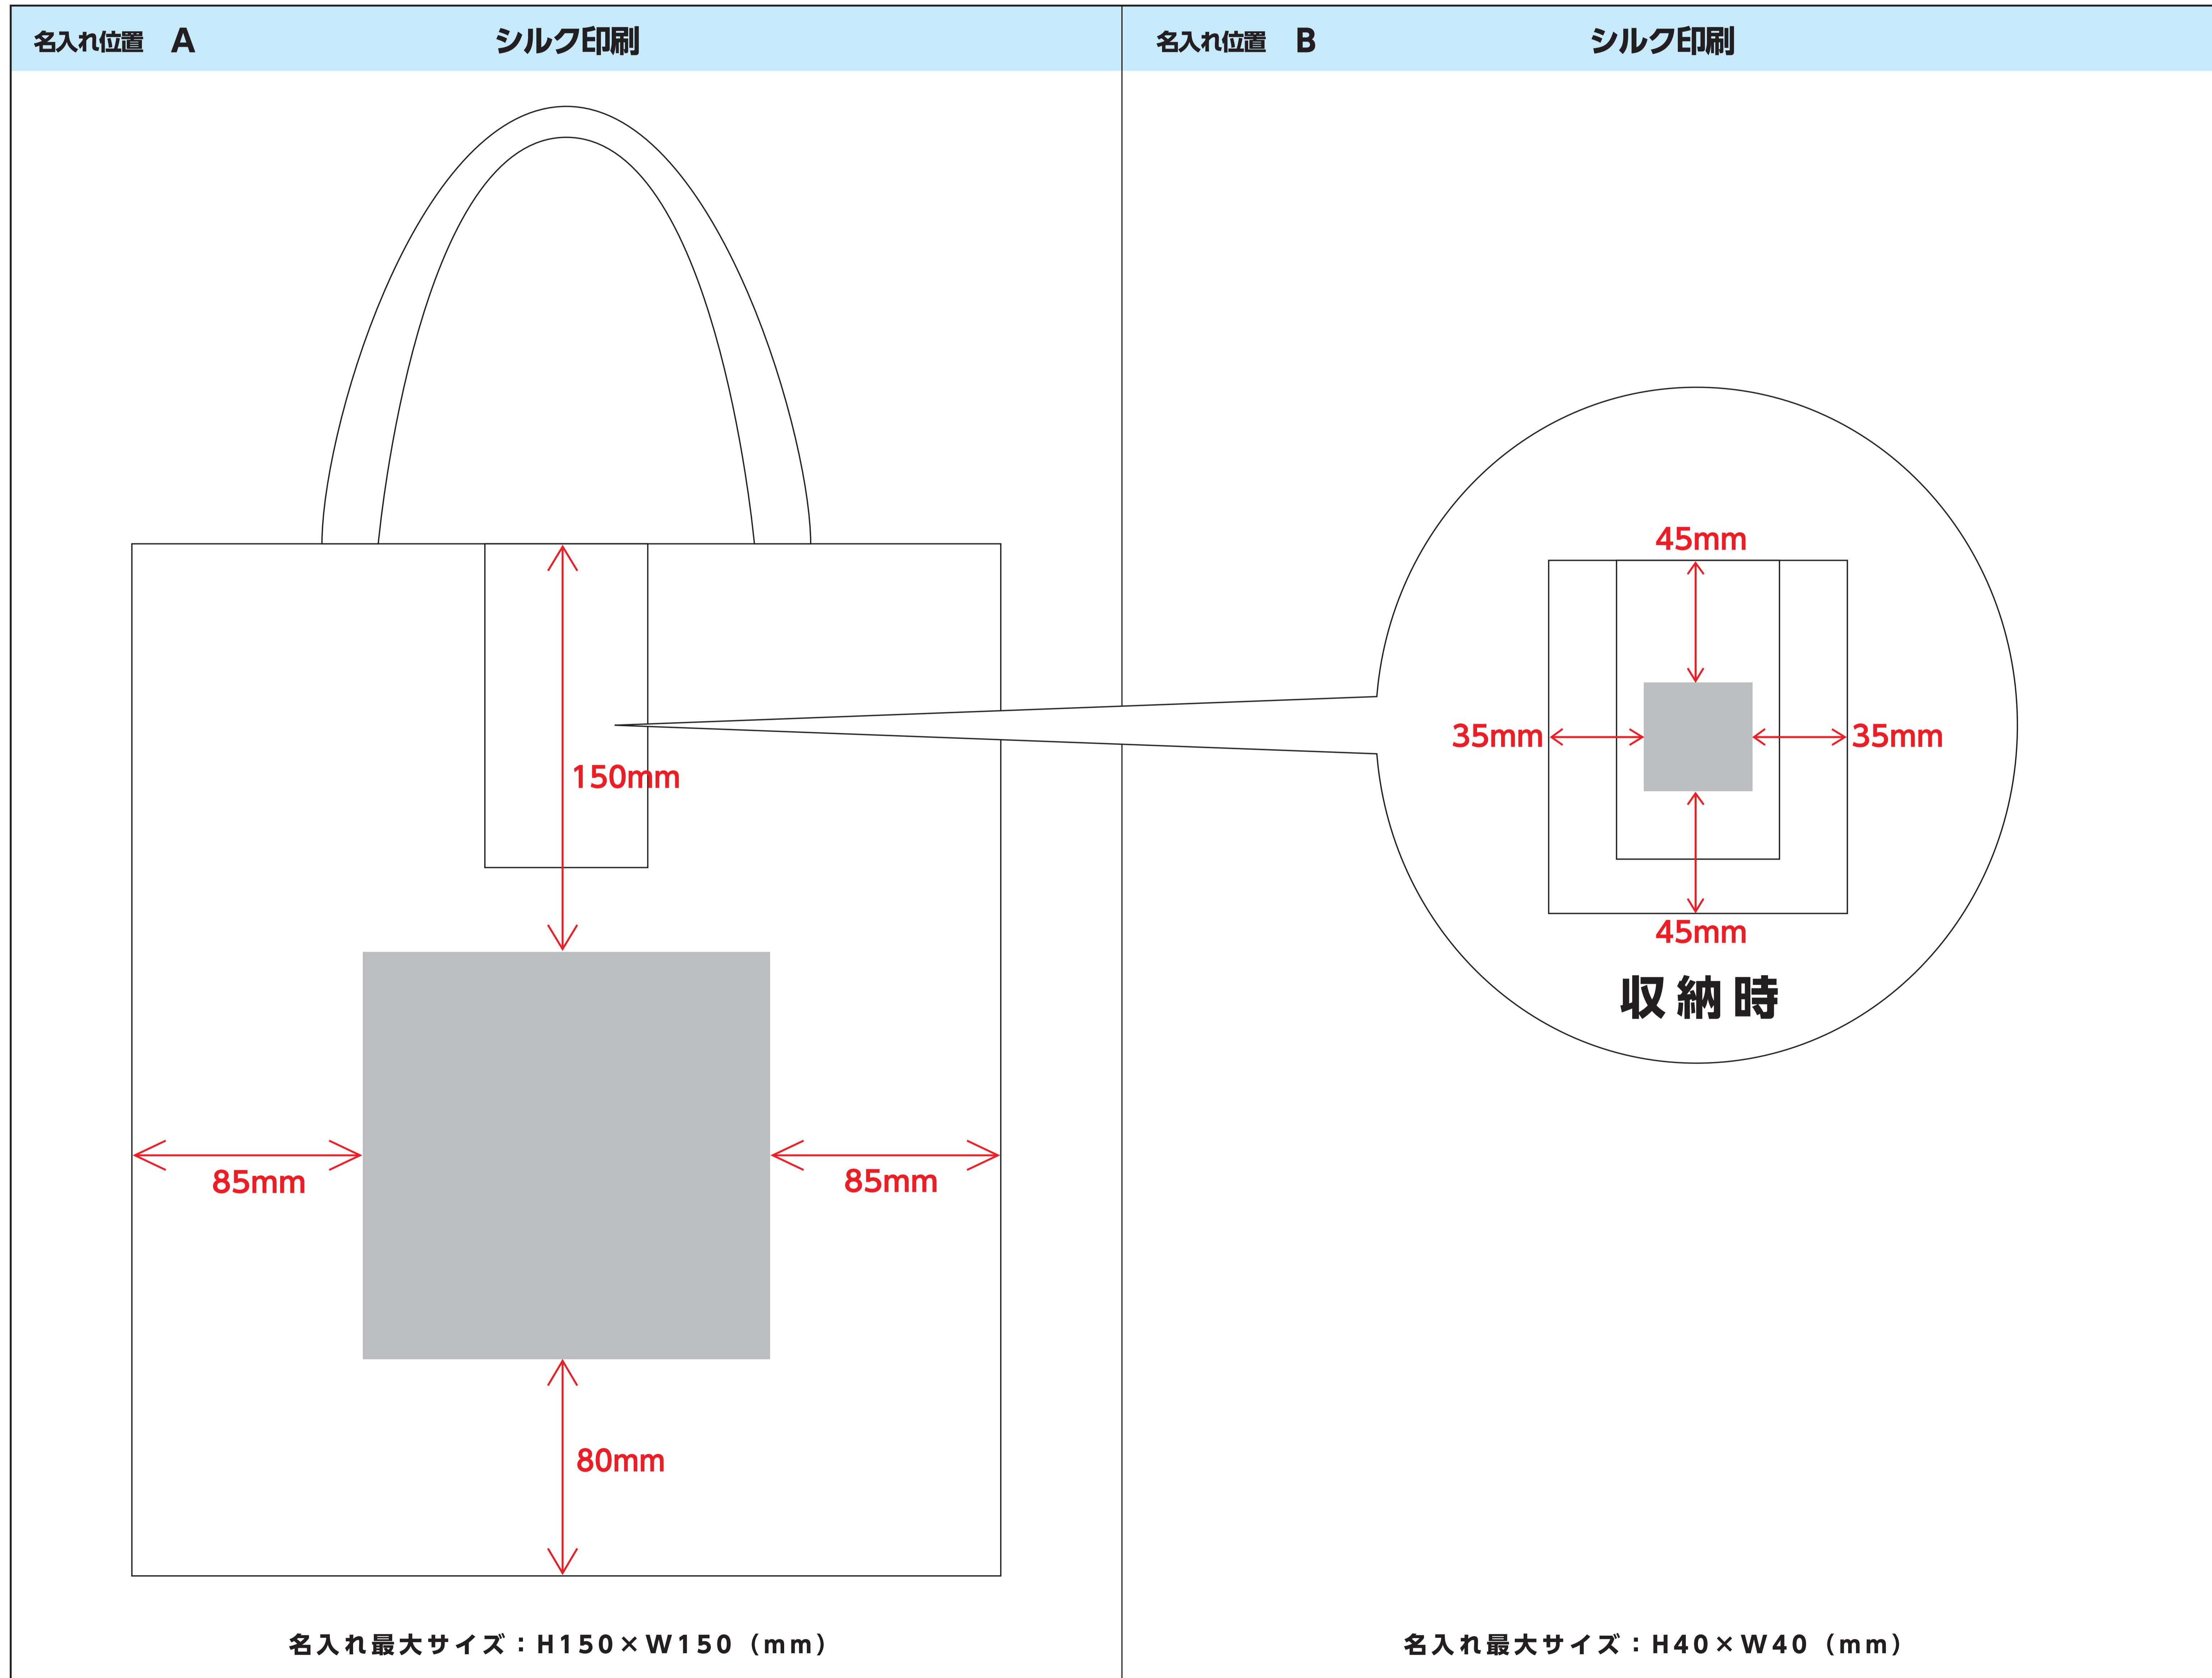 名入れ位置 A シルク印刷
150mm
85mm
85mm
80mm
名入れ最大サイズ：H150×W150（mm）
名入れ位置 B シルク印刷
45mm
35mm
35mm
45mm
収納時
名入れ最大サイズ：H40×W40（mm）